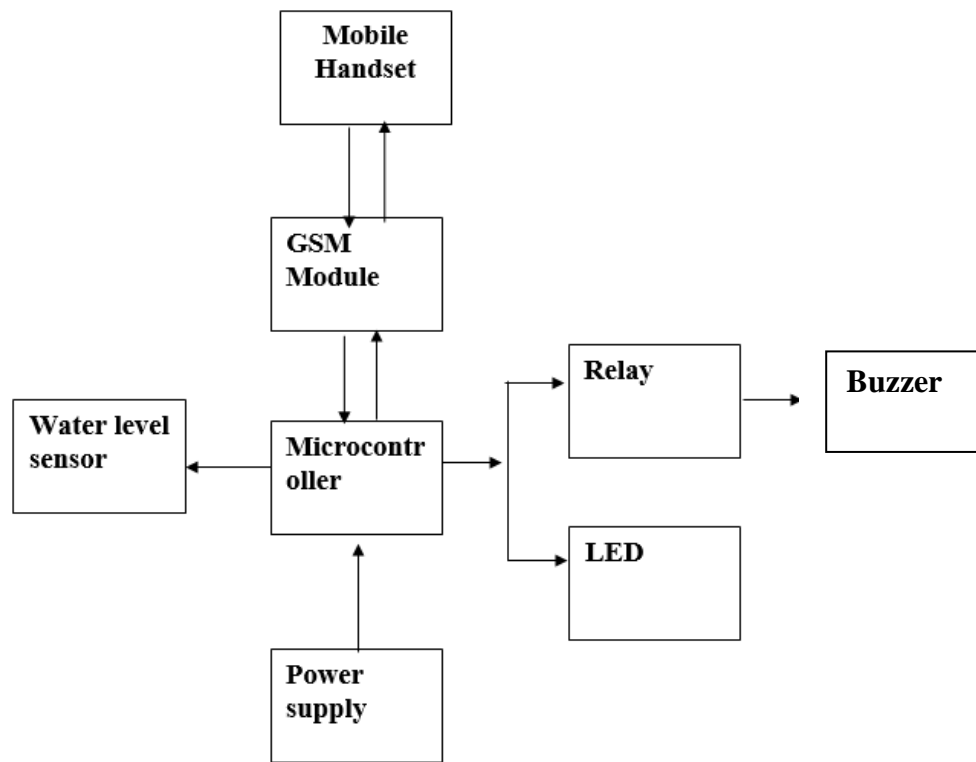 Mobile
Handset
GSM
Module
Relay
Buzzer
Water level
sensor
Microcontr
oller
LED
Power
supply